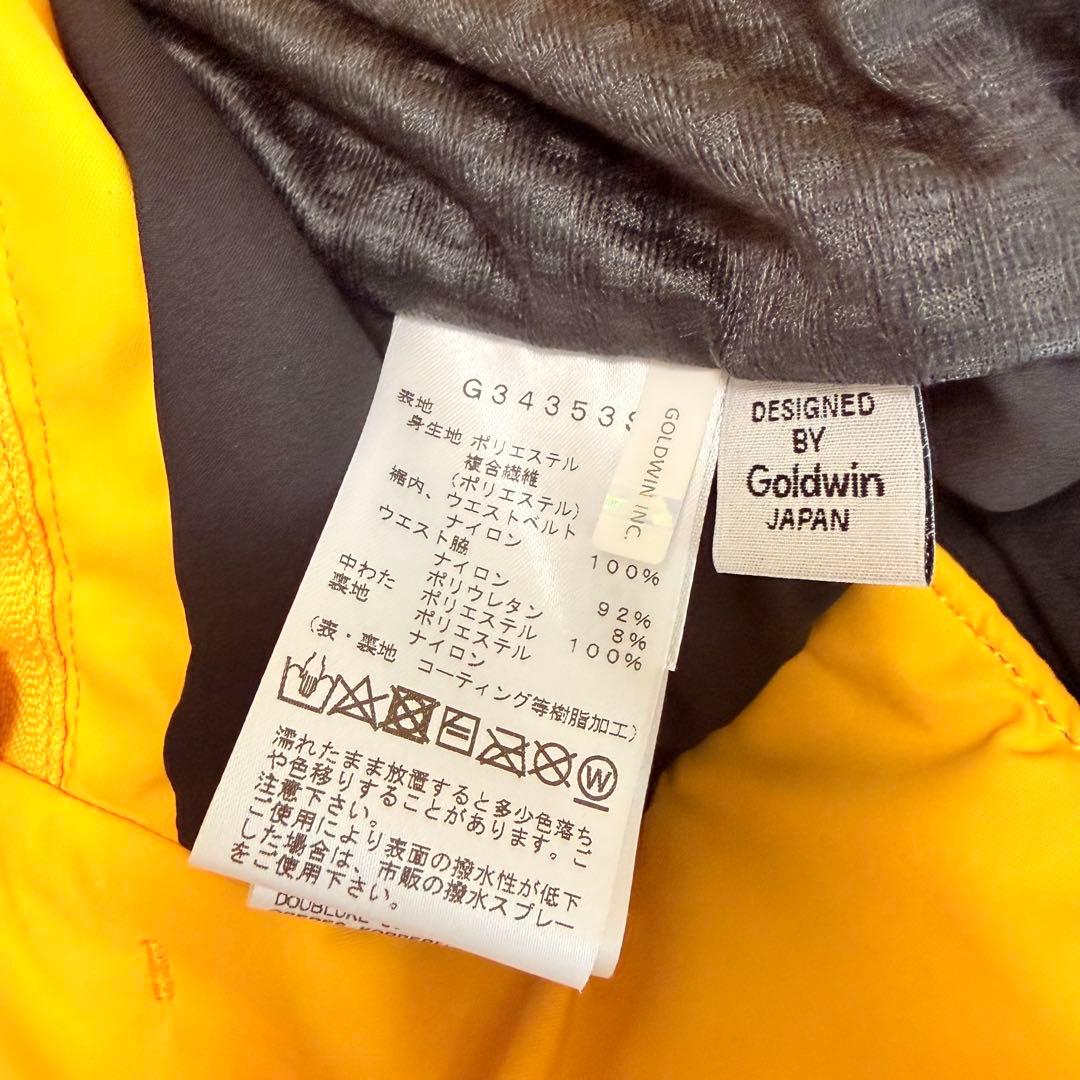 G34353S
表地
身生地 ポリエステル
複合繊維
(ポリエステル)
裾内、ウエストベルト
ナイロン 100%
ウエスト脇
ナイロン 92%
ポリウレタン 8%
中わた ポリエステル 100%
裏地 ナイロン
(表・裏地 コーティング等樹脂加工)
W
濡れたまま放置すると多少色落ち
や色移りすることがあります。ご
注意下さい。
ご使用により表面の撥水性が低下
した場合は、市販の撥水スプレー
をご使用下さい。
GOLDWIN INC.
DESIGNED
BY
Goldwin
JAPAN